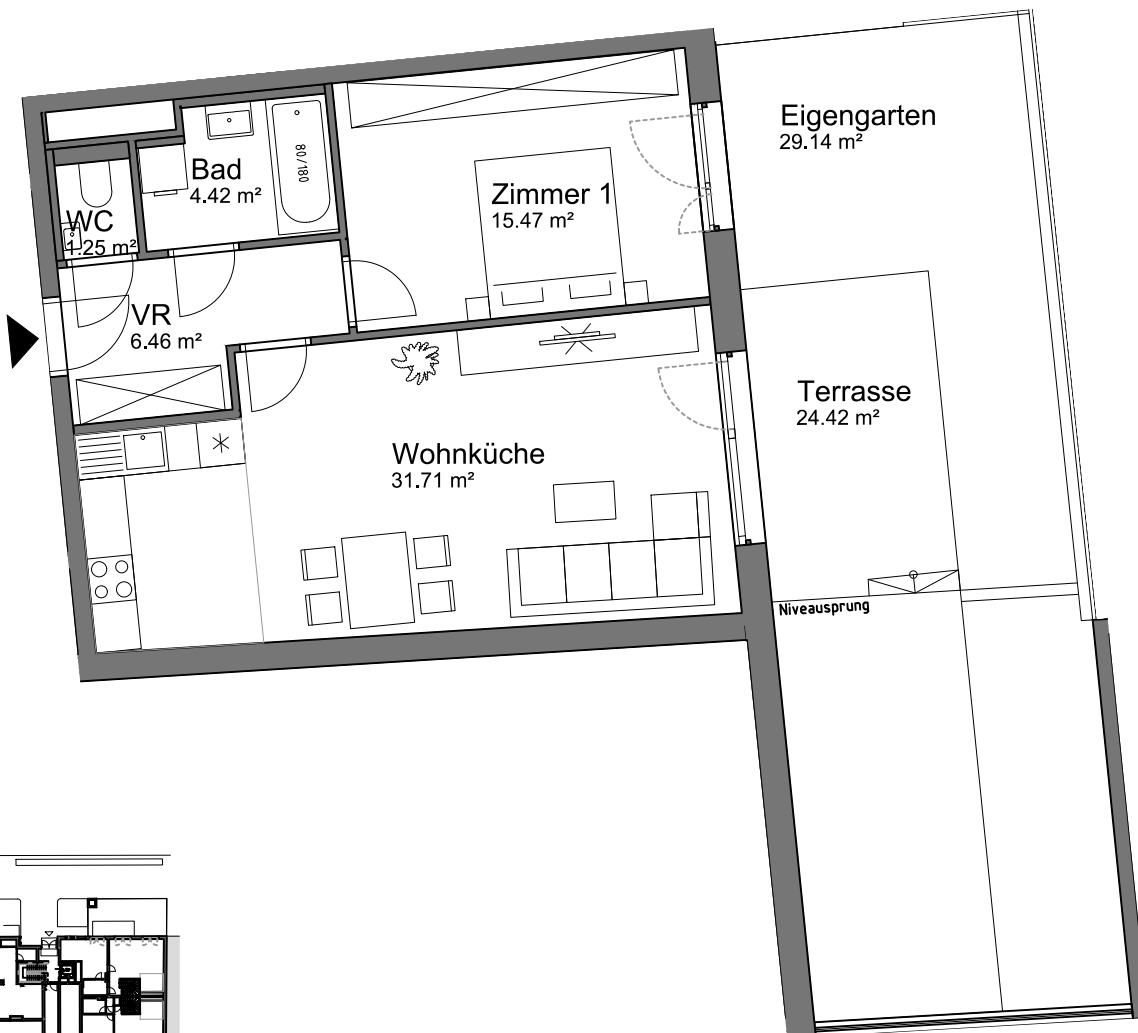 Eigengarten
29.14 m²
Bad
4.42 m²
80/180
Zimmer 1
15.47 m²
WC
1.25 m²
VR
6.46 m²
Terrasse
24.42 m²
Wohnküche
31.71 m²
Niveausprung